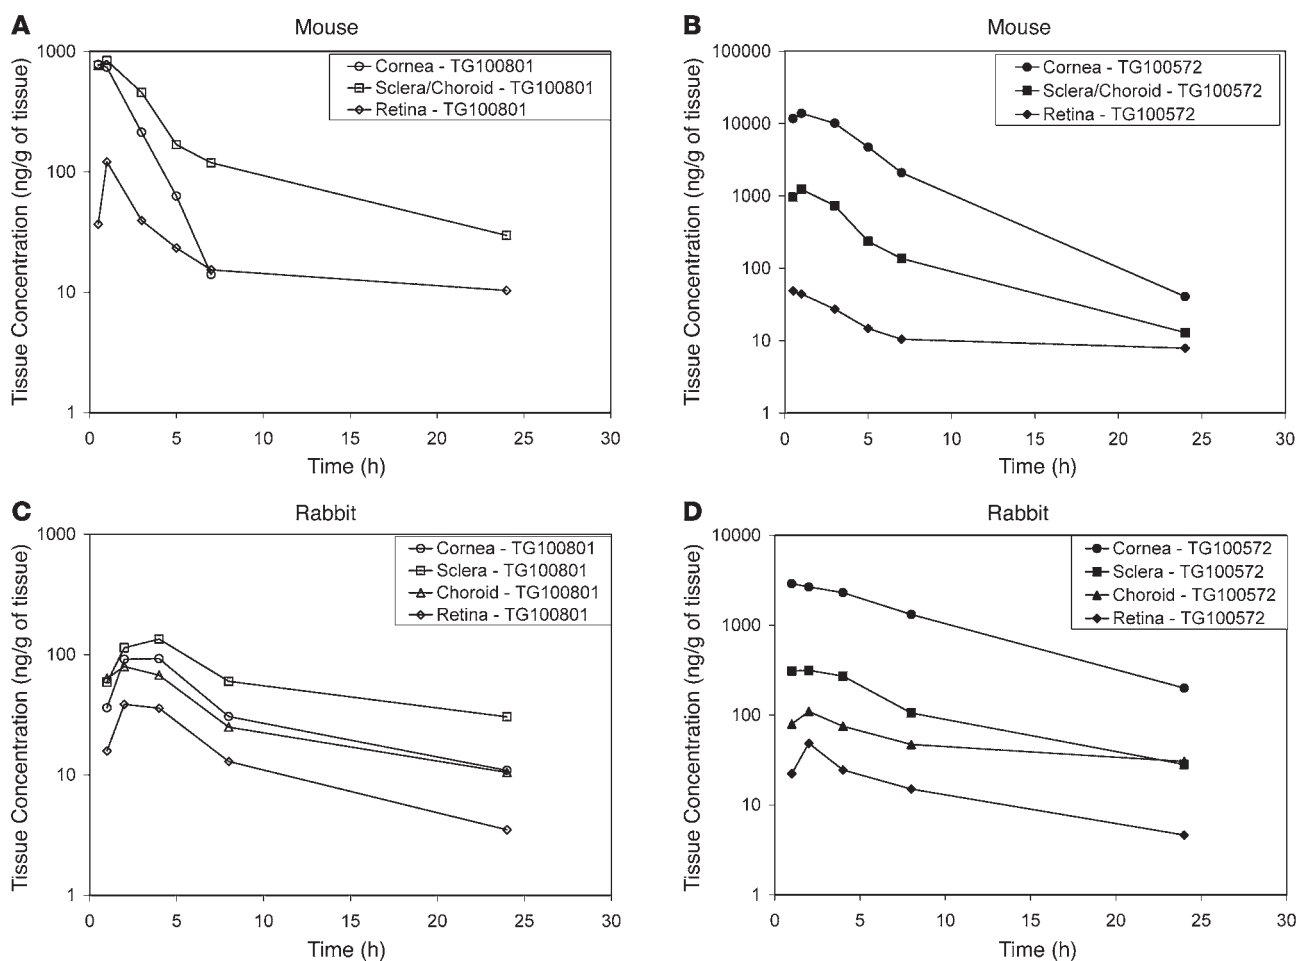 A
Mouse
Tissue Concentration (ng/g of tissue)
1000
100
10
1
Cornea - TG100801
Sclera/Choroid - TG100801
Retina - TG100801
0 5 10 15 20 25 30
Time (h)
B
Mouse
Tissue Concentration (ng/g of tissue)
100000
10000
1000
100
10
1
Cornea - TG100572
Sclera/Choroid - TG100572
Retina - TG100572
0 5 10 15 20 25 30
Time (h)
C
Rabbit
Tissue Concentration (ng/g of tissue)
1000
100
10
1
Cornea - TG100801
Sclera - TG100801
Choroid - TG100801
Retina - TG100801
0 5 10 15 20 25 30
Time (h)
D
Rabbit
Tissue Concentration (ng/g of tissue)
10000
1000
100
10
1
Cornea - TG100572
Sclera - TG100572
Choroid - TG100572
Retina - TG100572
0 5 10 15 20 25 30
Time (h)